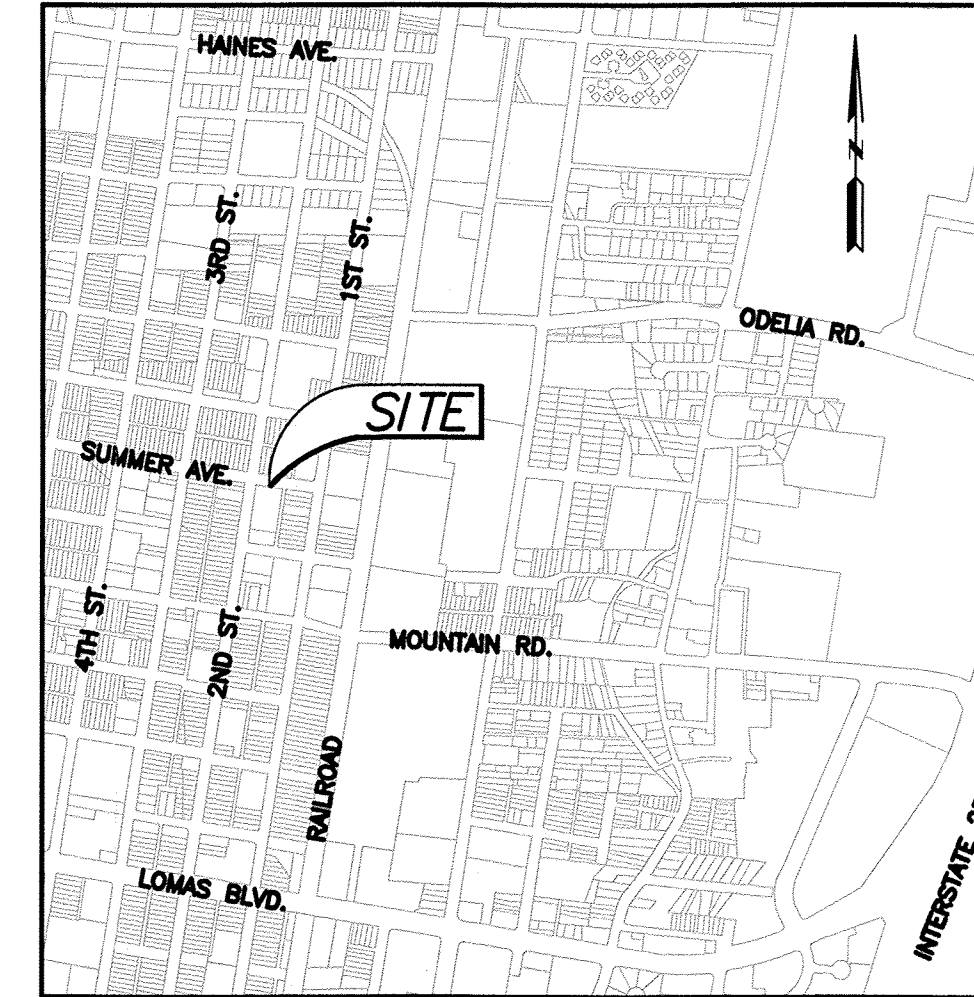 HAINES AVE.
N
3RD ST.
1ST ST.
ODELIA RD.
SITE
SUMMER AVE.
4TH ST.
2ND ST.
MOUNTAIN RD.
RAILROAD
LOMAS BLVD.
INTERSTATE